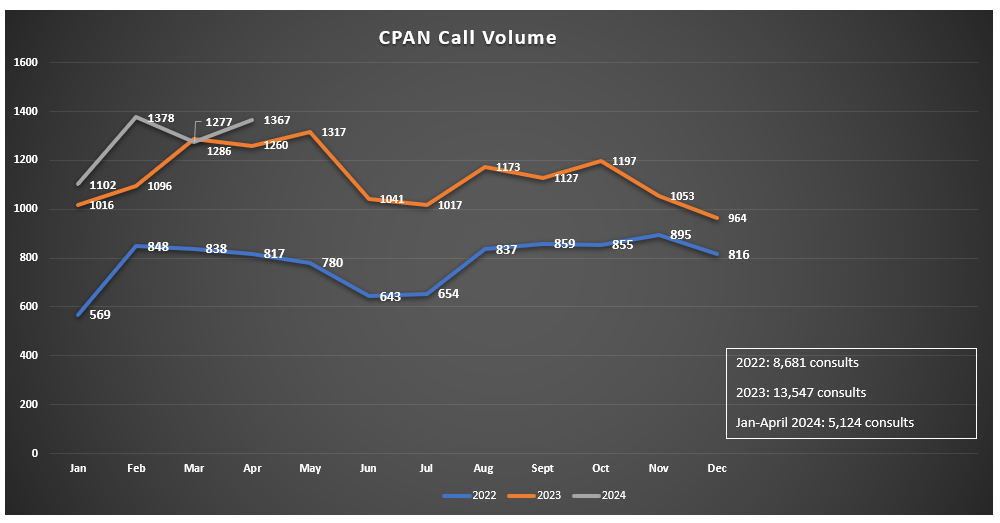 CPAN Call Volume
1600
1400
1200
1000
800
600
400
200
0
1378 1277 1367
1286 1260 1317
1102 1096
1016
1041 1017 1173 1127 1197 1053 964
848 838 817 780
569
643 654 837 859 855 895 816
2022: 8,681 consults
2023: 13,547 consults
Jan-April 2024: 5,124 consults
Jan Feb Mar Apr May Jun Jul Aug Sept Oct Nov Dec
2022 2023 2024